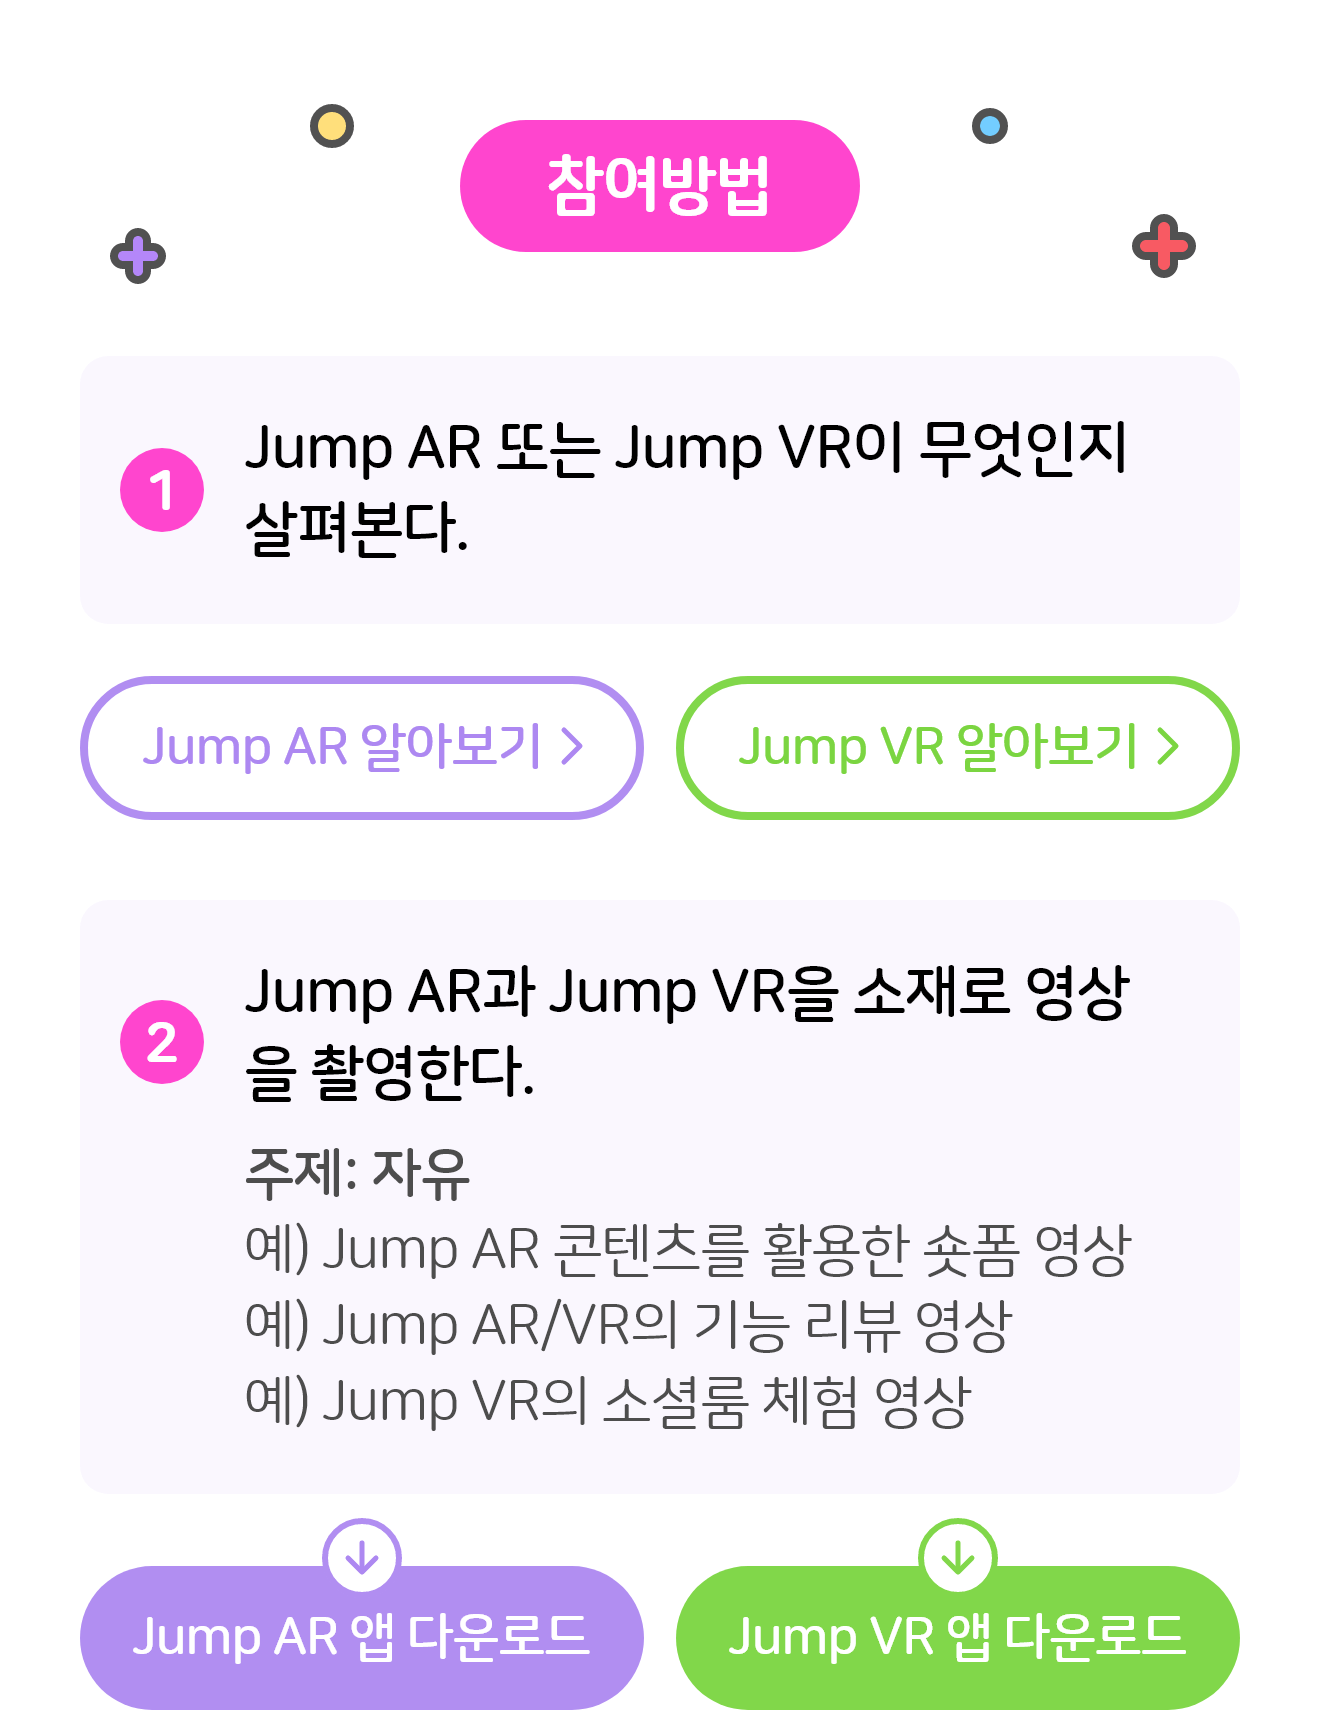 참여방법
1
Jump AR 또는 Jump VR이 무엇인지
살펴본다.
Jump AR 알아보기 >
Jump VR 알아보기 >
2
Jump AR과 Jump VR을 소재로 영상
을 촬영한다.
주제: 자유
예) Jump AR 콘텐츠를 활용한 숏폼 영상
예) Jump AR/VR의 기능 리뷰 영상
예) Jump VR의 소셜룸 체험 영상
Jump AR 앱 다운로드
Jump VR 앱 다운로드